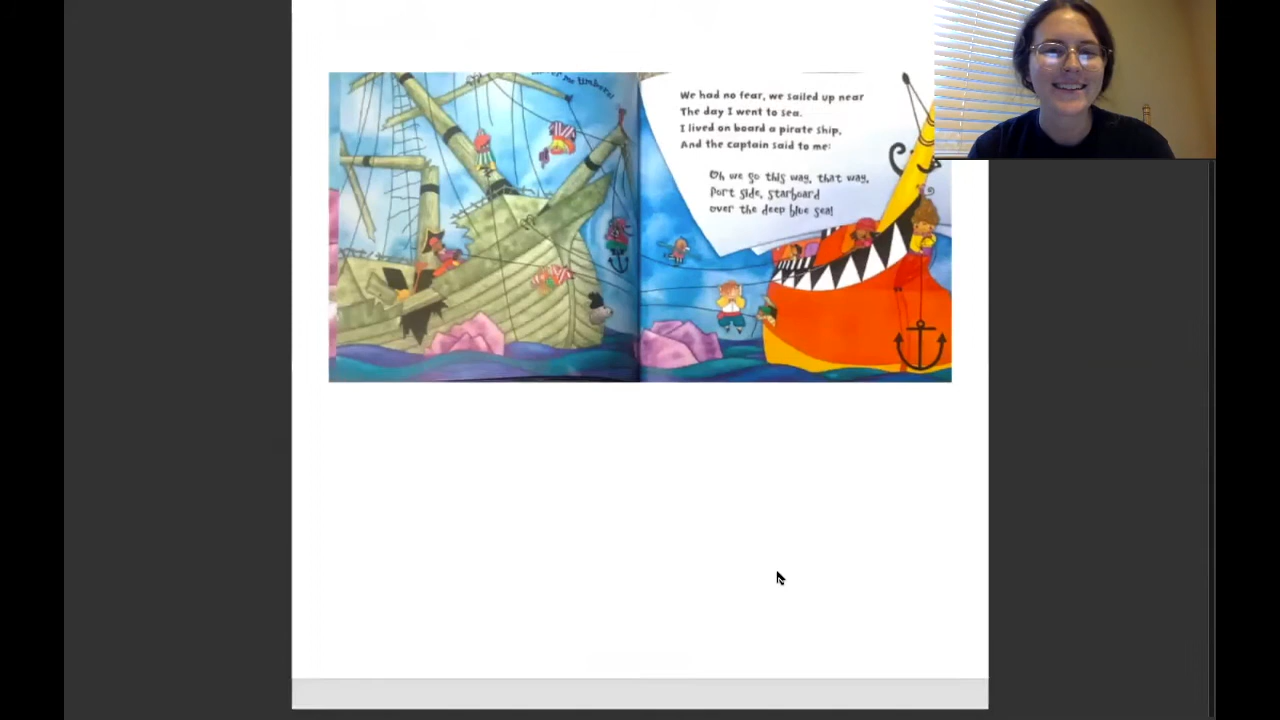 me timbers!
We had no fear, we sailed up near
The day I went to sea.
I lived on board a pirate ship,
And the captain said to me:
Oh we go this way, that way,
Port side, starboard
over the deep blue sea!